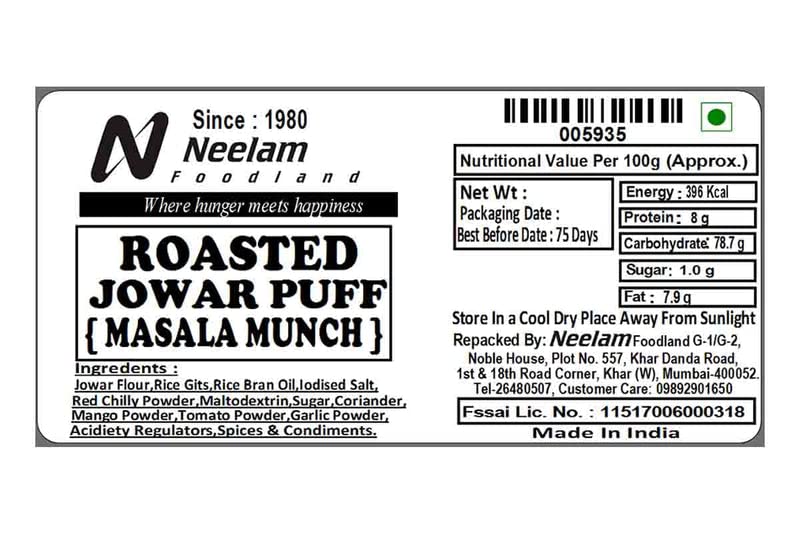 Since : 1980
Neelam
Foodland
Where hunger meets happiness
ROASTED
JOWAR PUFF
{ MASALA MUNCH }
Ingredents :
Jowar Flour,Rice Gits,Rice Bran Oil,Iodised Salt,
Red Chilly Powder,Maltodextrin,Sugar,Coriander,
Mango Powder,Tomato Powder,Garlic Powder,
Acidiety Regulators,Spices & Condiments.
005935
Nutritional Value Per 100g (Approx.)
Net Wt :
Packaging Date :
Best Before Date : 75 Days
Energy : 396 Kcal
Protein : 8 g
Carbohydrate: 78.7 g
Sugar : 1.0 g
Fat : 7.9 g
Store In a Cool Dry Place Away From Sunlight
Repacked By: Neelam Foodland G-1/G-2,
Noble House, Plot No. 557, Khar Danda Road,
1st & 18th Road Corner, Khar (W), Mumbai-400052.
Tel-26480507, Customer Care: 09892901650
Fssai Lic. No. : 11517006000318
Made In India